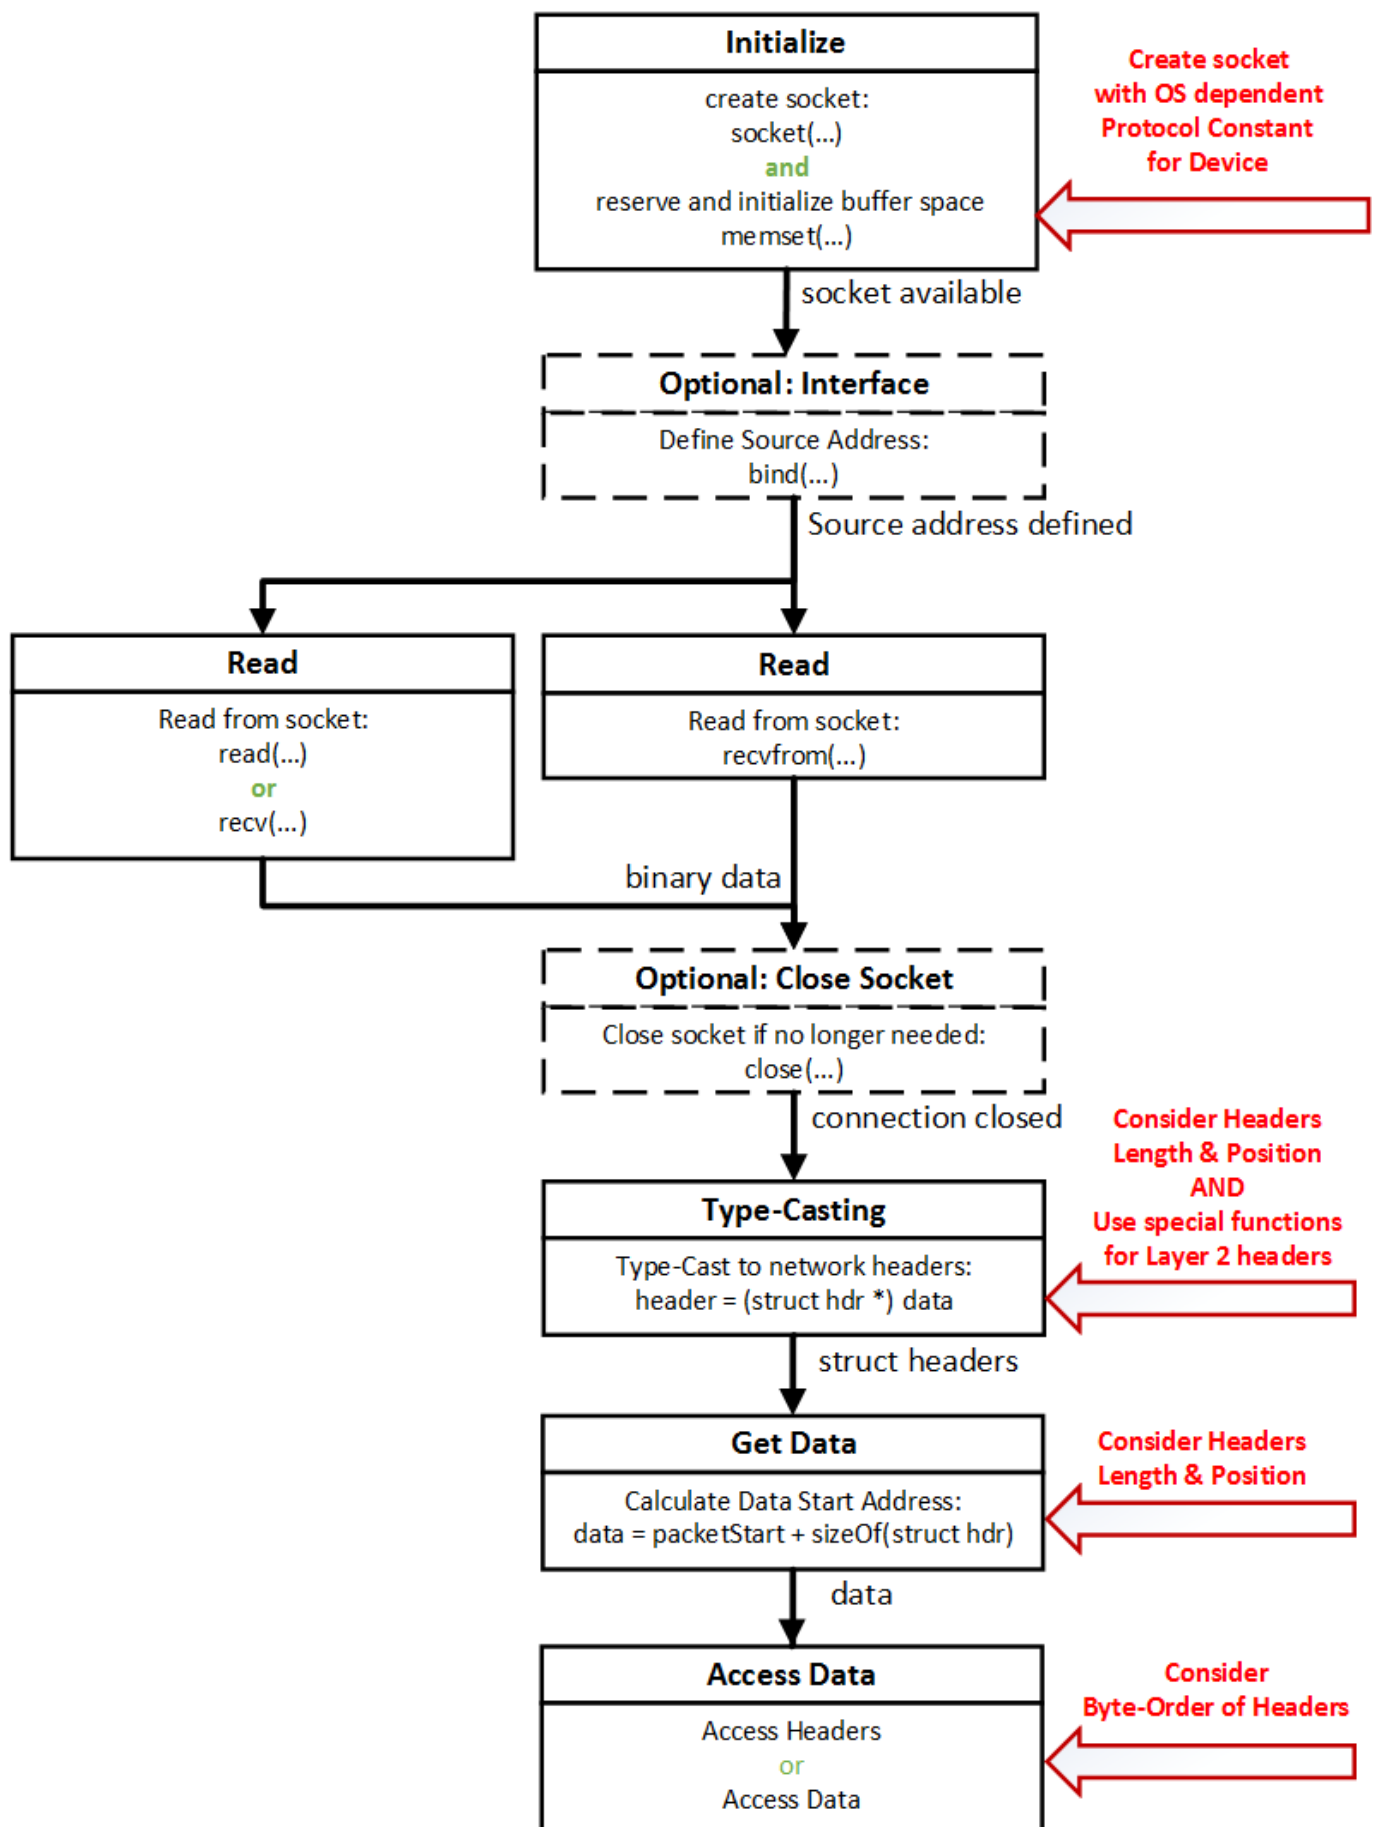 Initialize
create socket:
socket(...)
and
reserve and initialize buffer space
memset(...)
Create socket
with OS dependent
Protocol Constant
for Device
socket available
Optional: Interface
Define Source Address:
bind(...)
Source address defined
Read
Read from socket:
read(...)
or
recv(...)
Read
Read from socket:
recvfrom(...)
binary data
Optional: Close Socket
Close socket if no longer needed:
close(...)
connection closed
Consider Headers
Length & Position
AND
Use special functions
for Layer 2 headers
Type-Casting
Type-Cast to network headers:
header = (struct hdr *) data
struct headers
Get Data
Calculate Data Start Address:
data = packetStart + sizeOf(struct hdr)
Consider Headers
Length & Position
data
Access Data
Access Headers
or
Access Data
Consider
Byte-Order of Headers